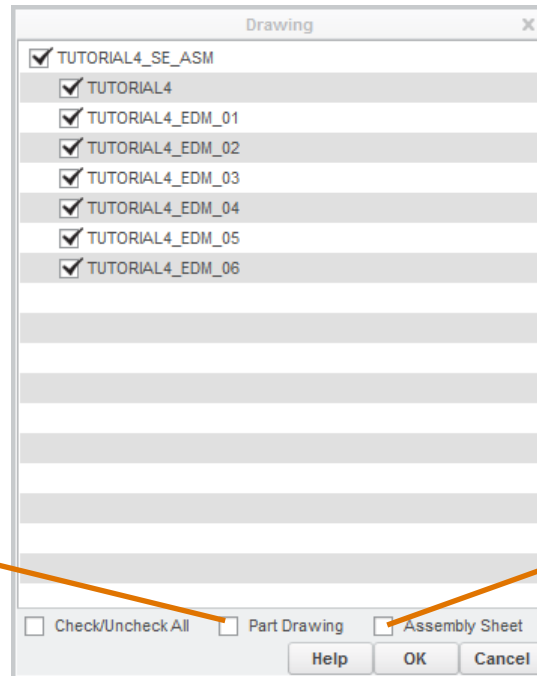 Drawing X
TUTORIAL4_SE_ASM
TUTORIAL4
TUTORIAL4_EDM_01
TUTORIAL4_EDM_02
TUTORIAL4_EDM_03
TUTORIAL4_EDM_04
TUTORIAL4_EDM_05
TUTORIAL4_EDM_06
Check/Uncheck All Part Drawing Assembly Sheet
Help OK Cancel